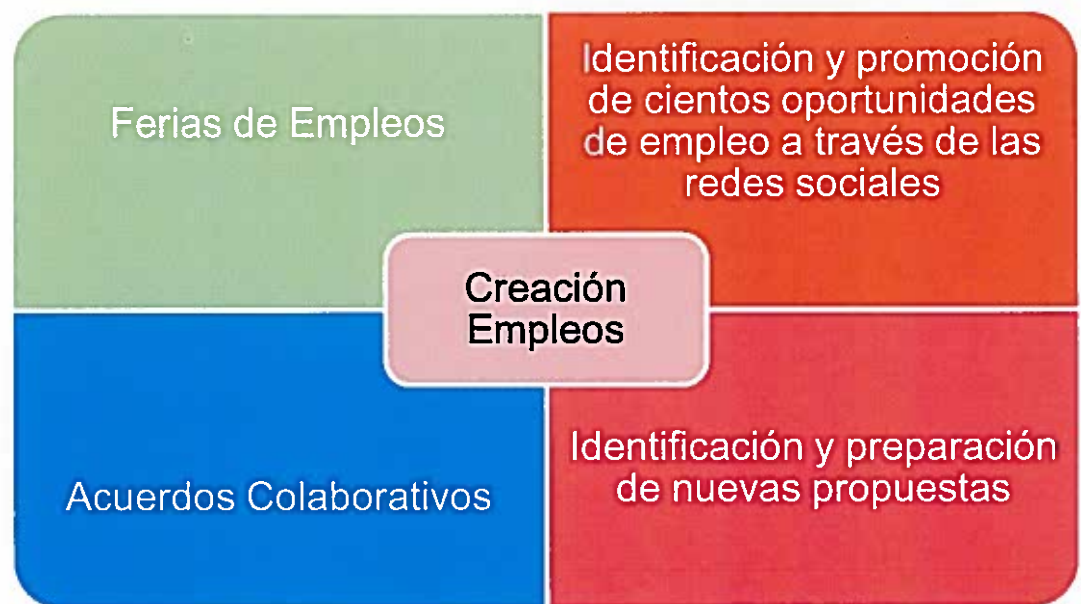 Ferias de Empleos
Identificación y promoción
de cientos oportunidades
de empleo a través de las
redes sociales
Creación
Empleos
Acuerdos Colaborativos
Identificación y preparación
de nuevas propuestas